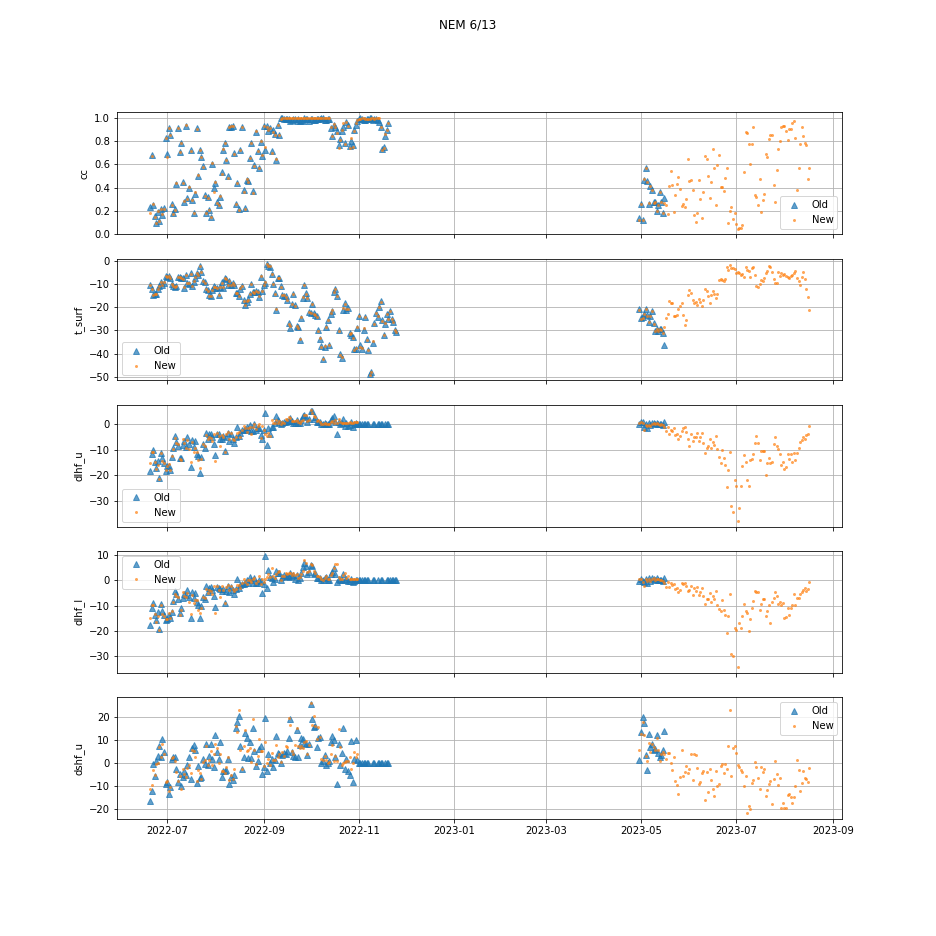 NEM 6/13
1.0
0.8
0.6
0.4
0.2
0.0
cc
Old
New
0
−10
−20
−30
−40
−50
t_surf
Old
New
0
−10
−20
−30
dlhf_u
Old
New
10
0
−10
−20
−30
dlhf_l
Old
New
20
10
0
−10
−20
dshf_u
Old
New
2022-07
2022-09
2022-11
2023-01
2023-03
2023-05
2023-07
2023-09